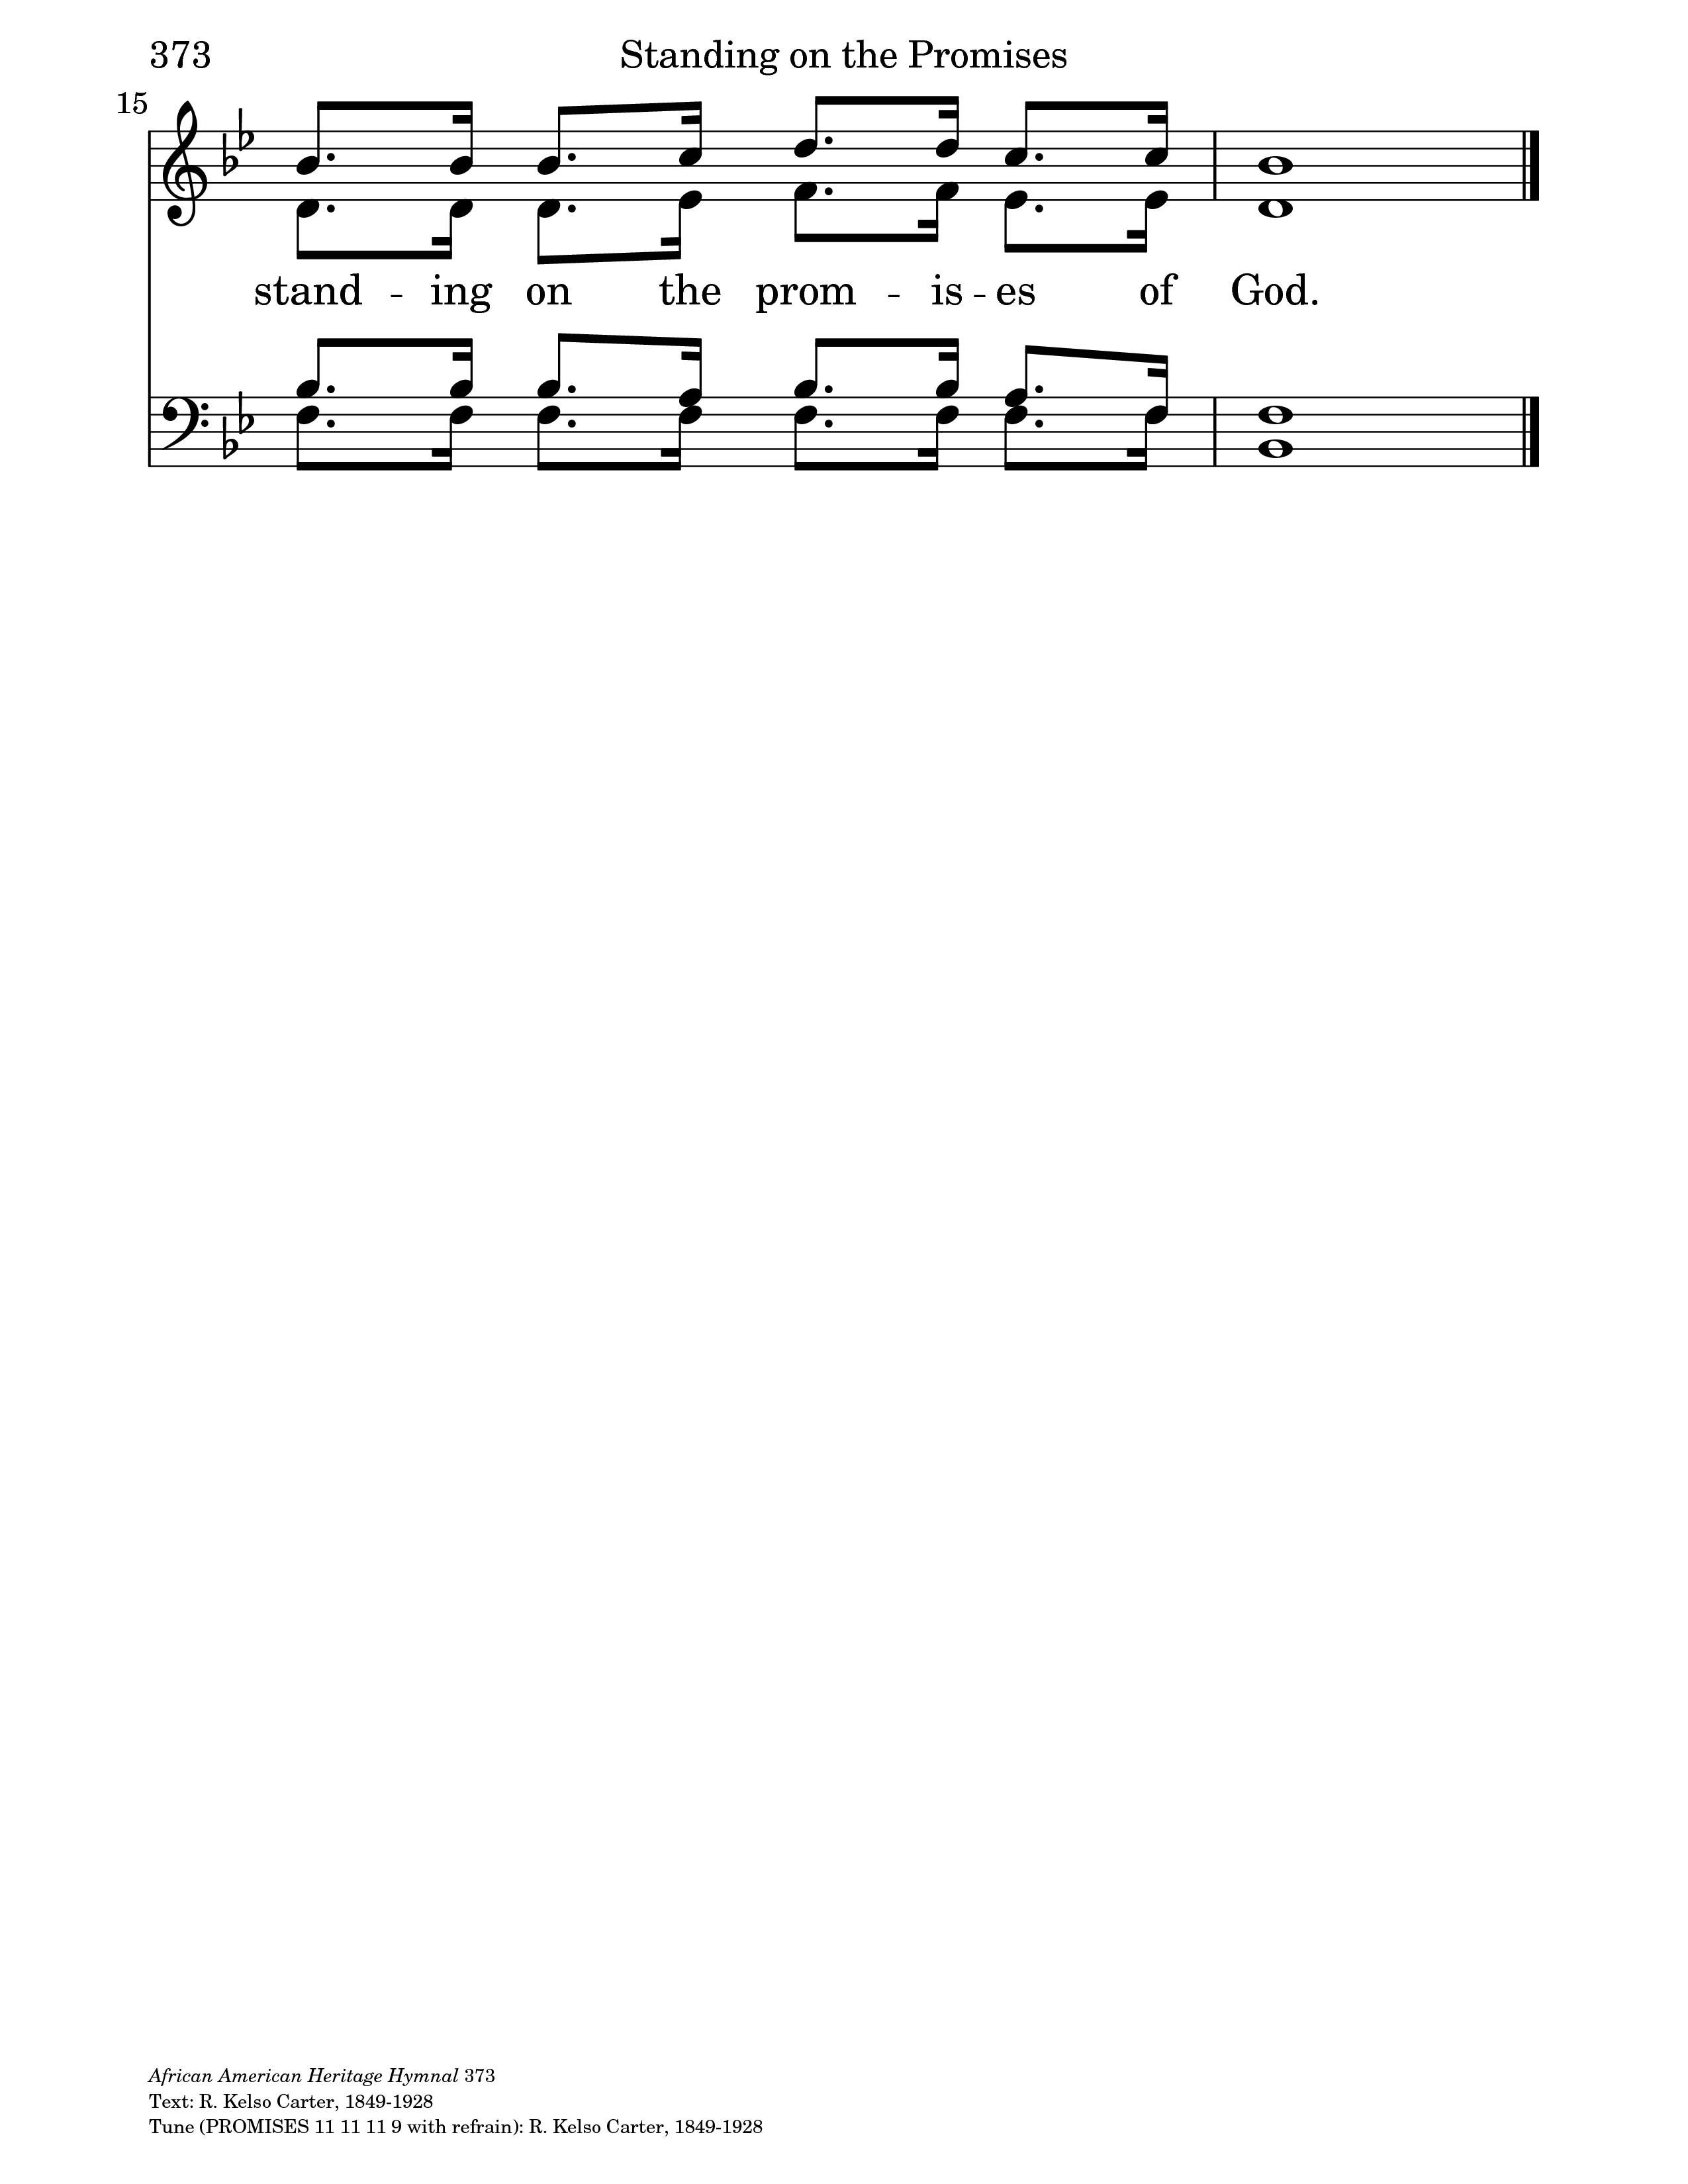 373 Standing on the Promises
15
stand - ing on the prom - is - es of God.
African American Heritage Hymnal 373
Text: R. Kelso Carter, 1849-1928
Tune (PROMISES 11 11 11 9 with refrain): R. Kelso Carter, 1849-1928